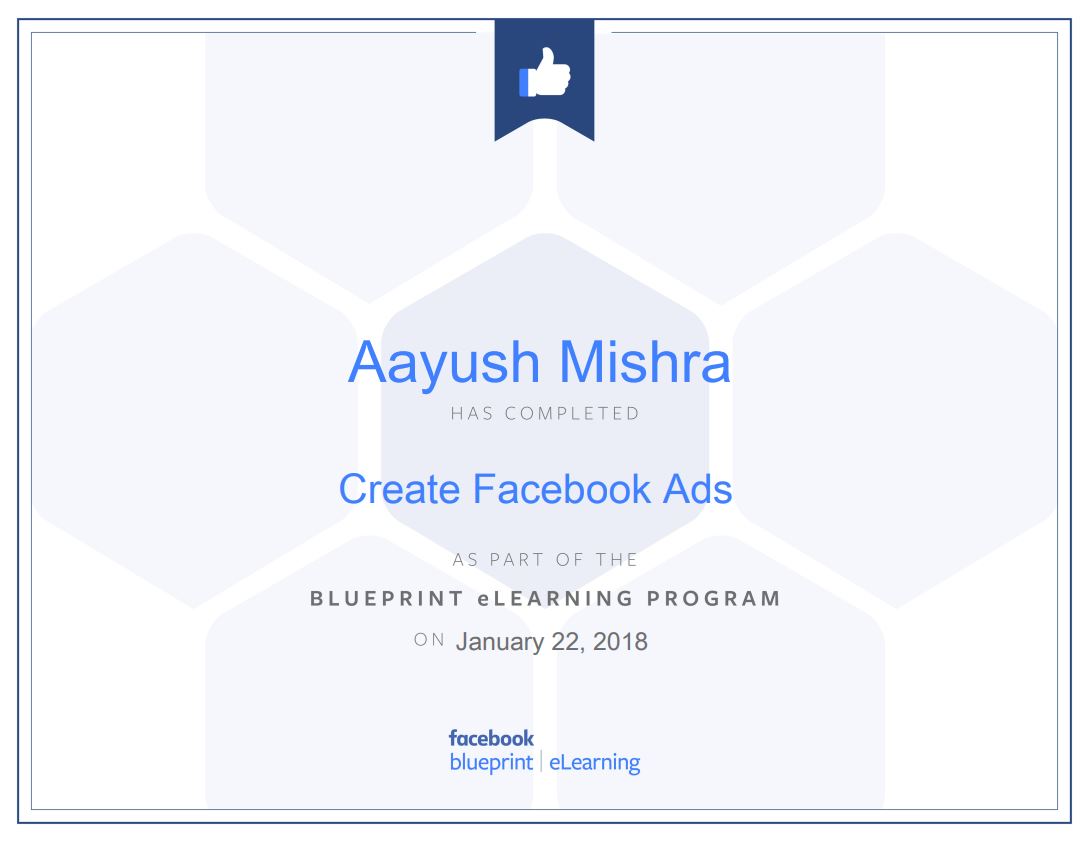 Aayush Mishra
HAS COMPLETED
Create Facebook Ads
AS PART OF THE
BLUEPRINT eLEARNING PROGRAM
ON January 22, 2018
facebook
blueprint | eLearning